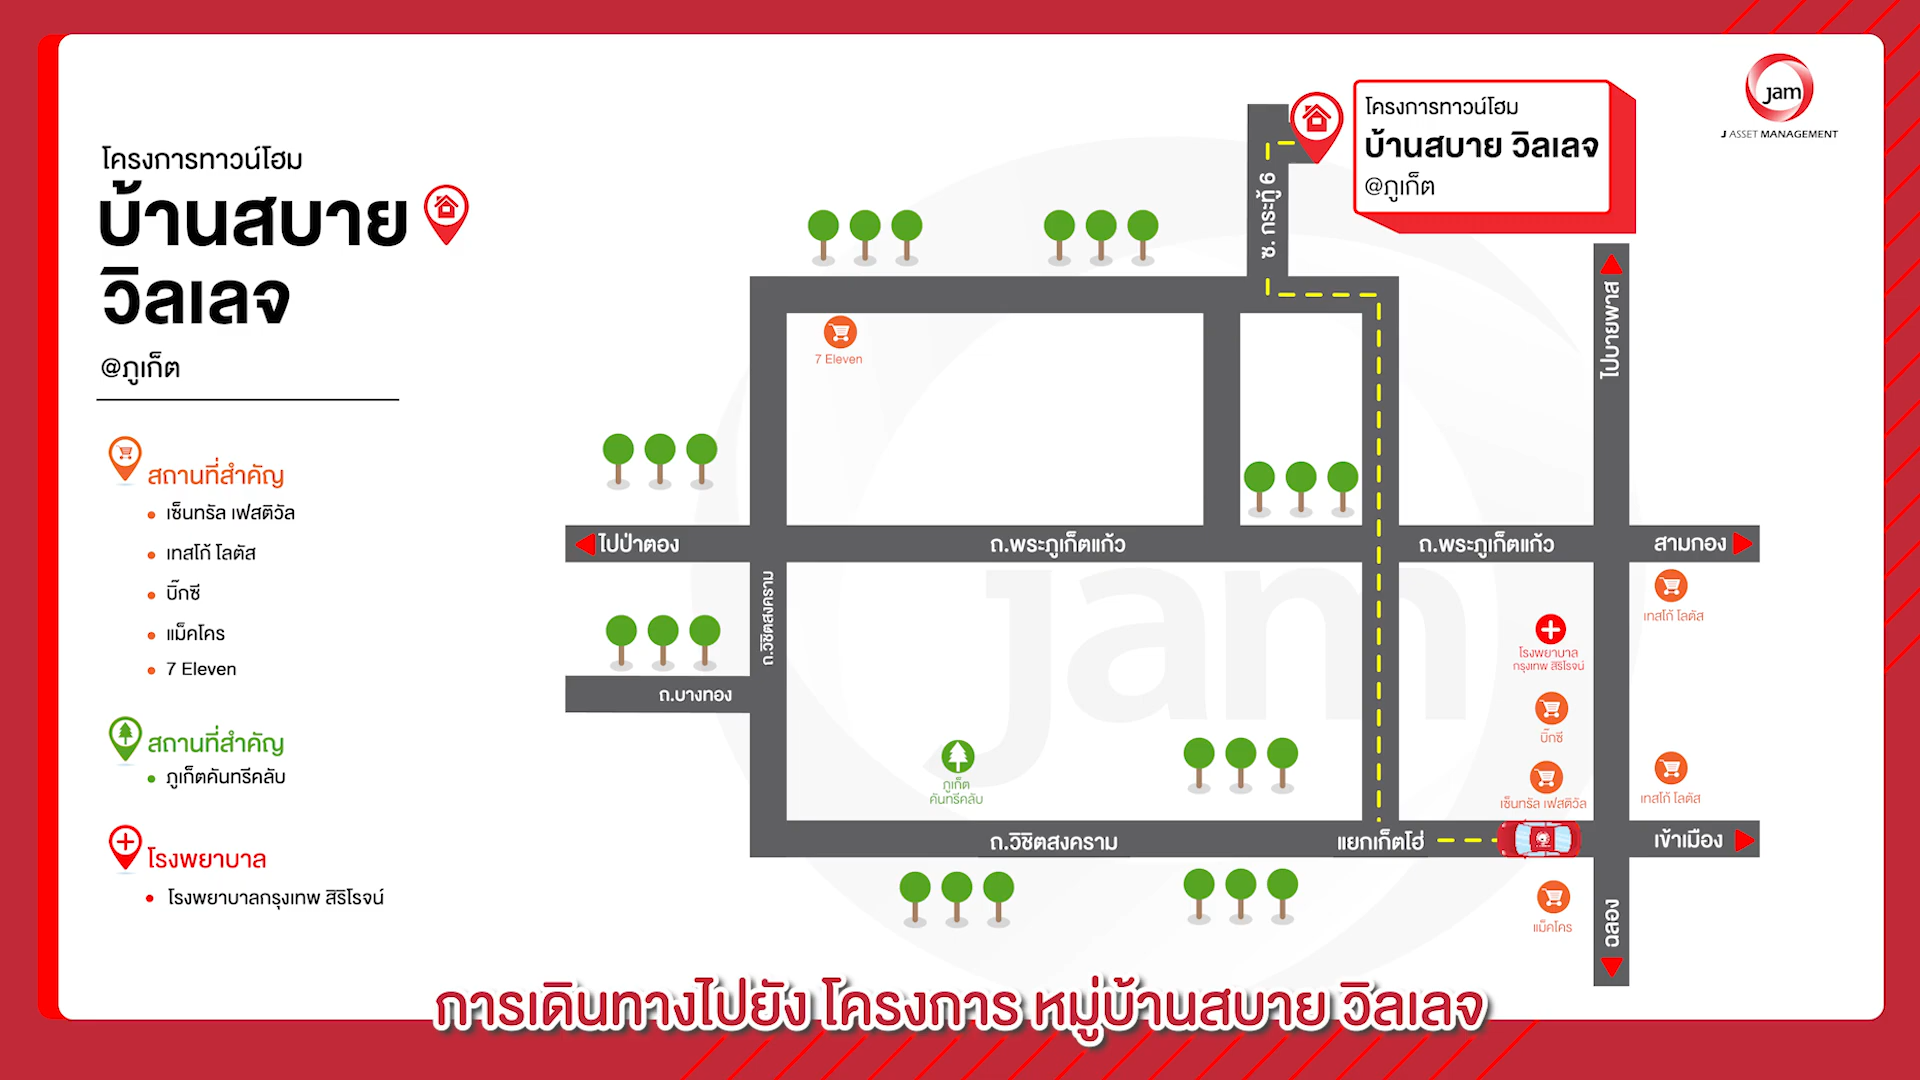 โครงการทาวน์โฮม
บ้านสบาย
วิลเลจ
@ภูเก็ต
สถานที่สำคัญ
เซ็นทรัล เฟสติวัล
เทสโก้ โลตัส
บิ๊กซี
แม็คโคร
7 Eleven
สถานที่สำคัญ
ภูเก็ตคันทรีคลับ
โรงพยาบาล
โรงพยาบาลกรุงเทพ สิริโรจน์
jam
J ASSET MANAGEMENT
โครงการทาวน์โฮม
บ้านสบาย วิลเลจ
@ภูเก็ต
ซ. กระทู้ 6
ไปบายพาส
7 Eleven
ไปป่าตอง
ถ.พระภูเก็ตแก้ว
ถ.พระภูเก็ตแก้ว
สามกอง
เทสโก้ โลตัส
ถ.วิชิตสงคราม
jam
โรงพยาบาล
กรุงเทพ สิริโรจน์
ถ.บางทอง
บิ๊กซี
ภูเก็ต
คันทรีคลับ
เซ็นทรัล เฟสติวัล
เทสโก้ โลตัส
ถ.วิชิตสงคราม
แยกเก็ตโฮ่
เข้าเมือง
แม็คโคร
ฉลอง
การเดินทางไปยัง โครงการ หมู่บ้านสบาย วิลเลจ